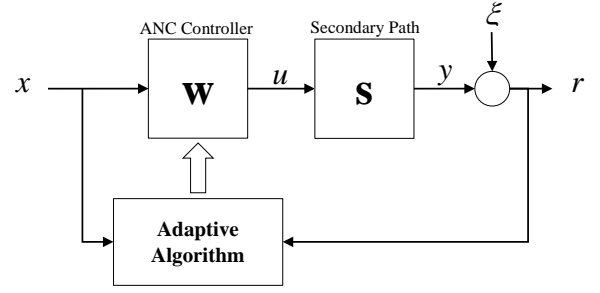 ξ
ANC Controller
Secondary Path
x
W
u
S
y
r
Adaptive
Algorithm